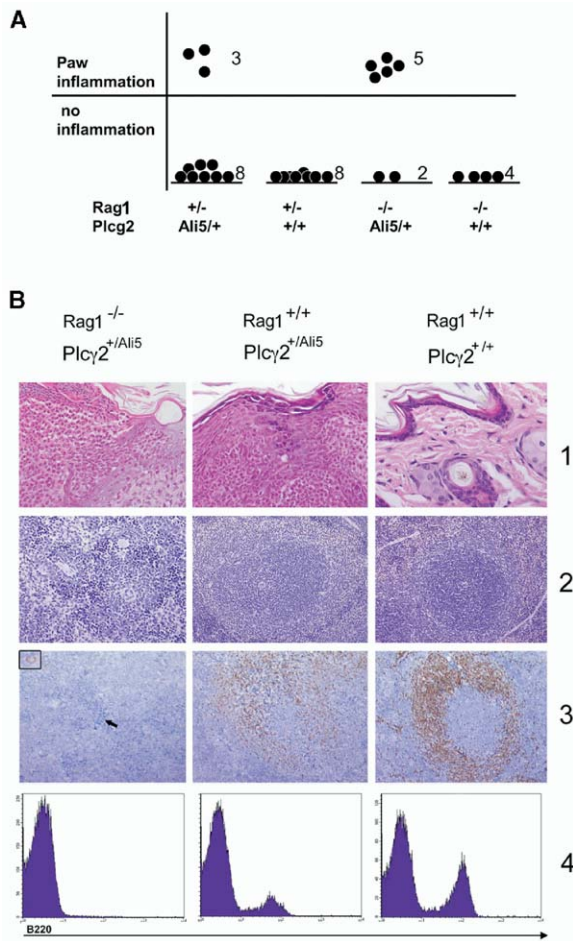 A
Paw
inflammation
3
5
no
inflammation
8
8
2
4
Rag1 +/- +/- -/- -/-
Plcg2 Ali5/+ +/+ Ali5/+ +/+
B
Rag1 -/- Rag1 +/+ Rag1 +/+
Plcγ2 +/Ali5 Plcγ2 +/Ali5 Plcγ2 +/+
1
2
3
4
B220